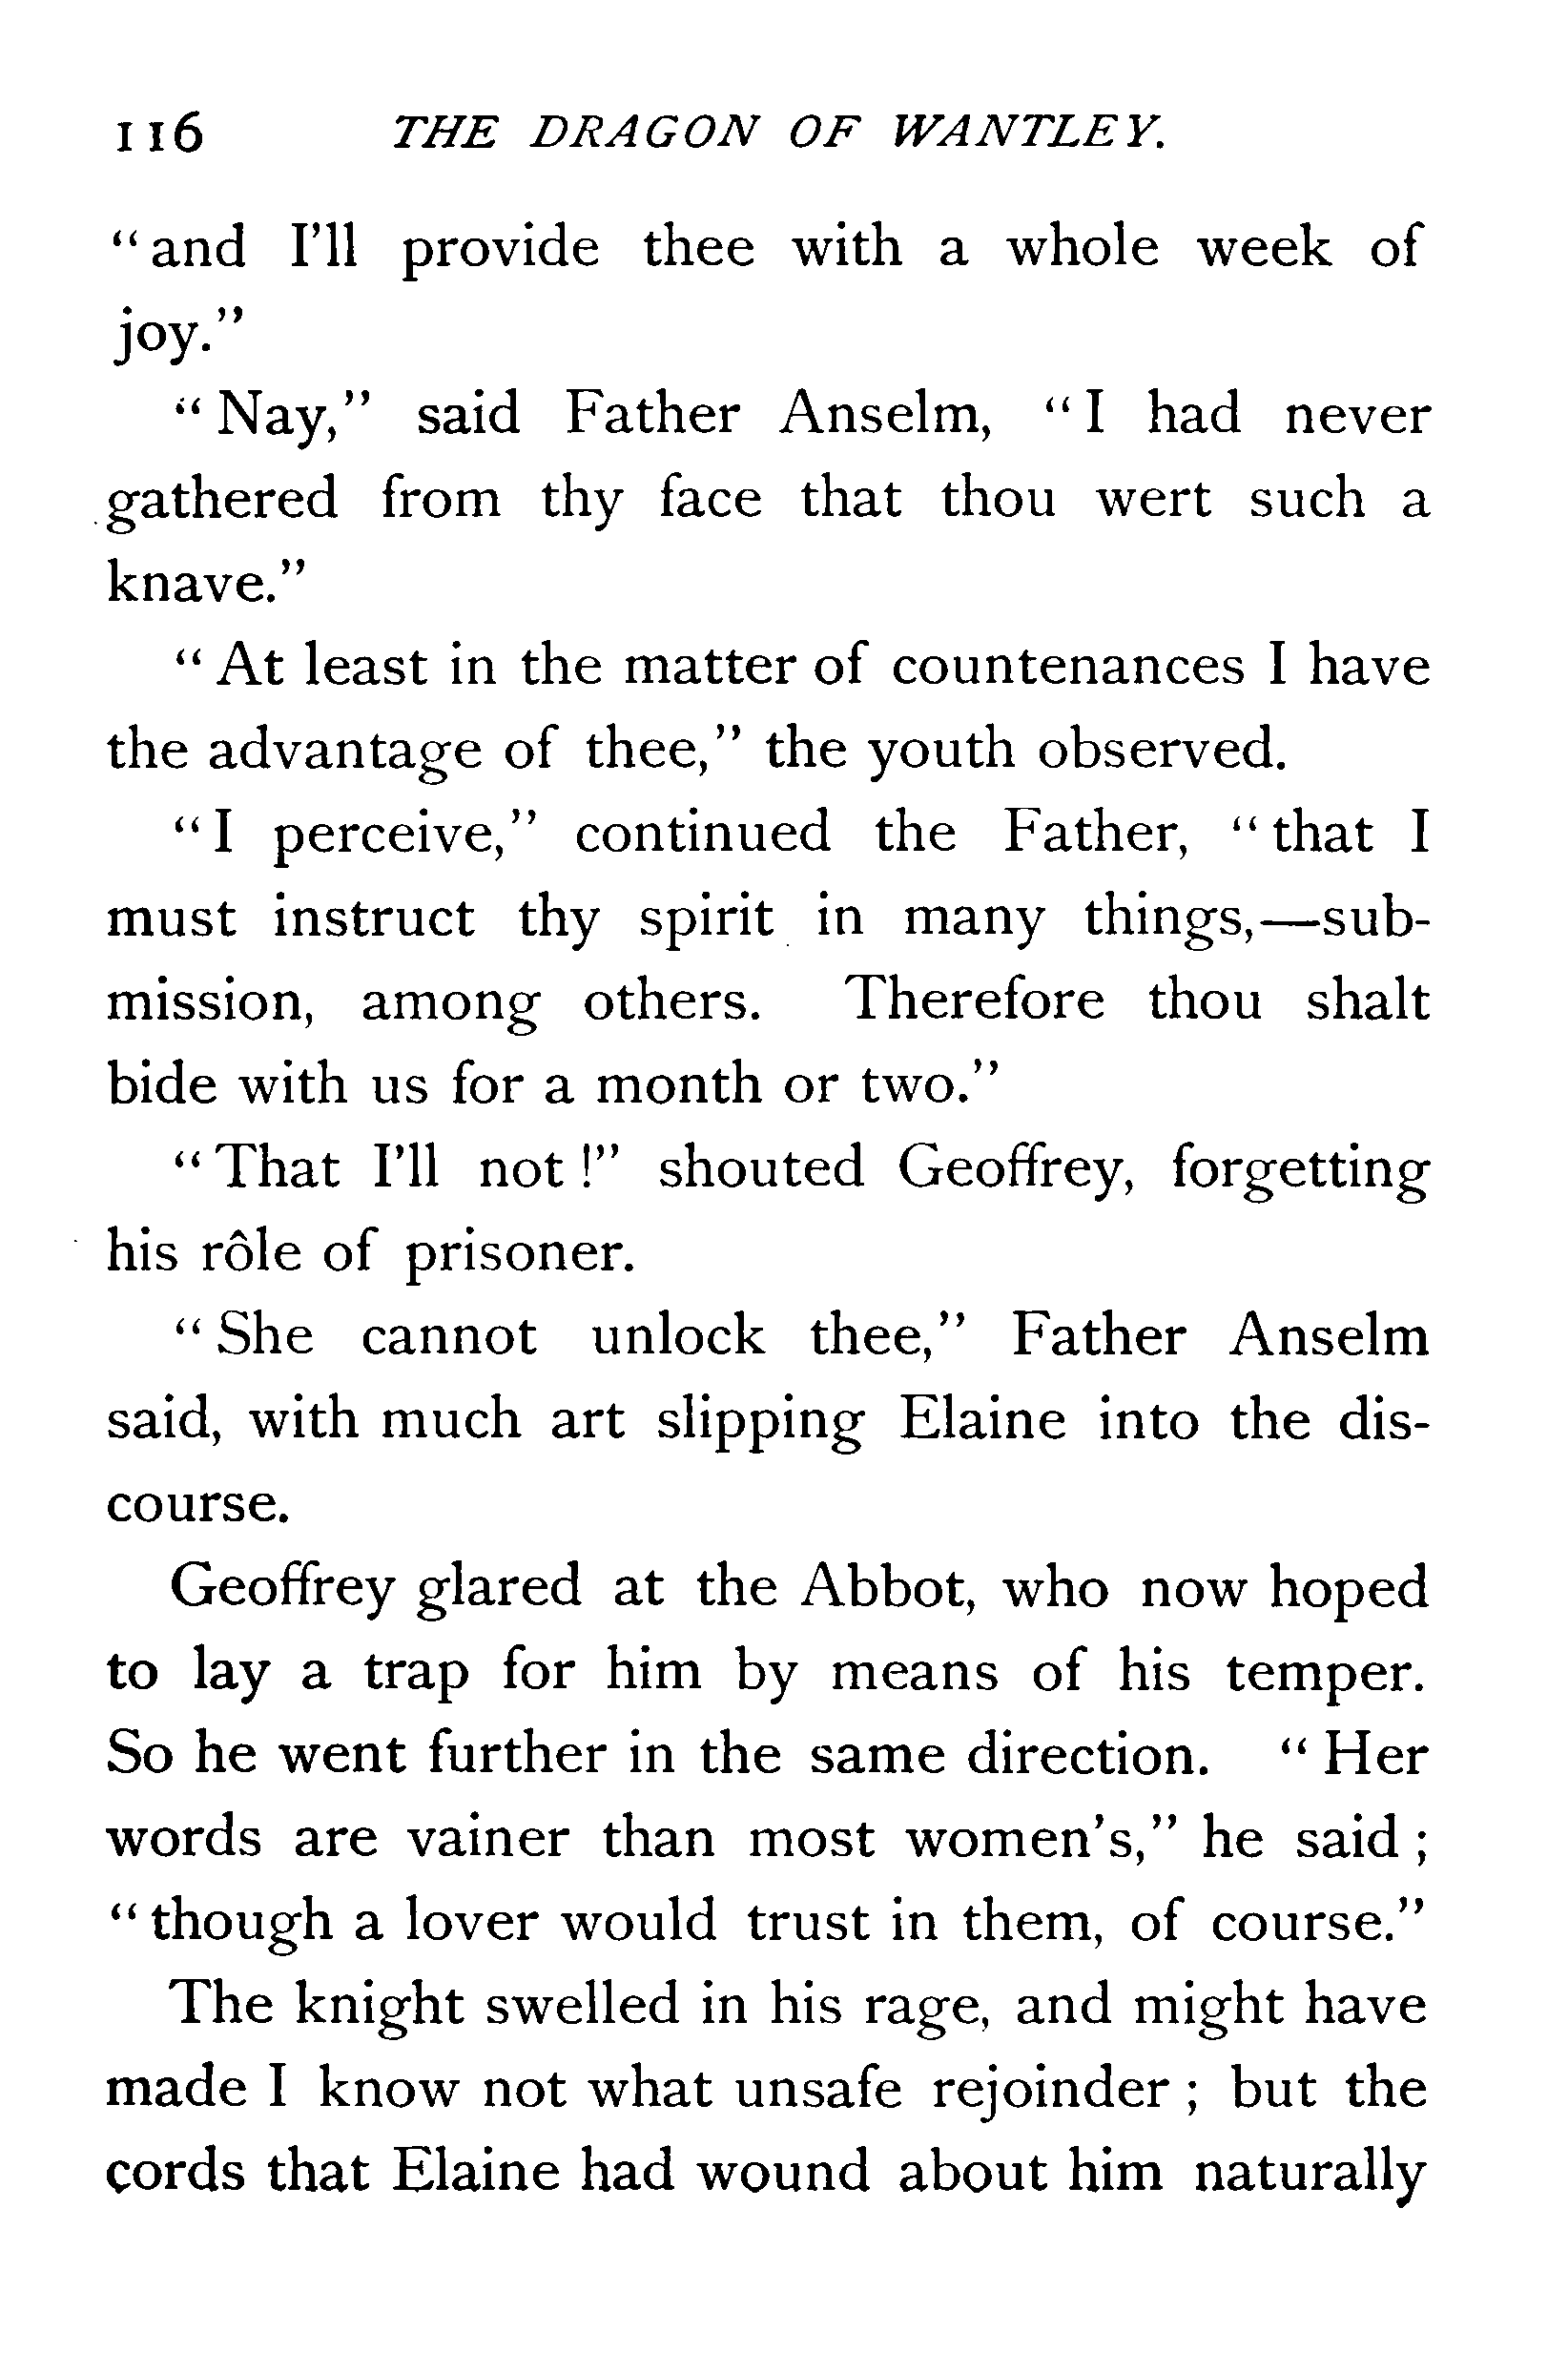 116 THE DRAGON OF WANTLEY.
“and I’ll provide thee with a whole week of
joy.”
“Nay,” said Father Anselm, “I had never
gathered from thy face that thou wert such a
knave.”
“At least in the matter of countenances I have
the advantage of thee,” the youth observed.
“I perceive,” continued the Father, “that I
must instruct thy spirit in many things,—sub-
mission, among others. Therefore thou shalt
bide with us for a month or two.”
“That I’ll not!” shouted Geoffrey, forgetting
his rôle of prisoner.
“She cannot unlock thee,” Father Anselm
said, with much art slipping Elaine into the dis-
course.
Geoffrey glared at the Abbot, who now hoped
to lay a trap for him by means of his temper.
So he went further in the same direction. “Her
words are vainer than most women’s,” he said;
“though a lover would trust in them, of course.”
The knight swelled in his rage, and might have
made I know not what unsafe rejoinder; but the
cords that Elaine had wound about him naturally